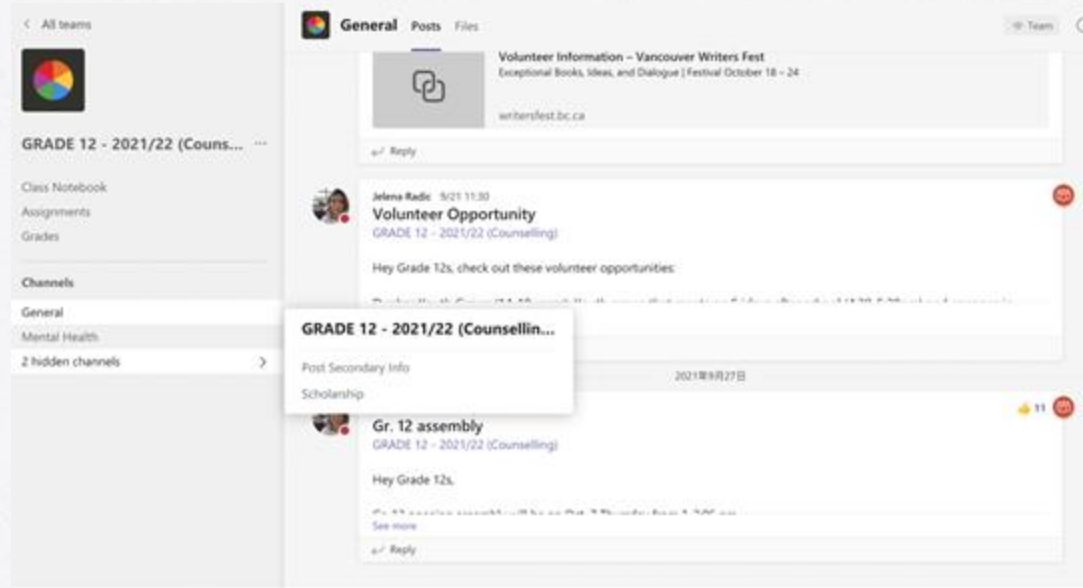 All teams
GRADE 12 - 2021/22 (Couns... ...
Class Notebook
Assignments
Grades
Channels
General
Mental Health
2 hidden channels
GRADE 12 - 2021/22 (Counsellin...
Post Secondary Info
Scholarship
General Posts Files
Team
Volunteer Information – Vancouver Writers Fest
Exceptional Books, Ideas, and Dialogue | Festival October 18 – 24
writersfest.bc.ca
Reply
Jelena Radic 9/21 11:30
Volunteer Opportunity
GRADE 12 - 2021/22 (Counselling)
Hey Grade 12s, check out these volunteer opportunities:
2021年9月27日
11
Gr. 12 assembly
GRADE 12 - 2021/22 (Counselling)
Hey Grade 12s,
See more
Reply